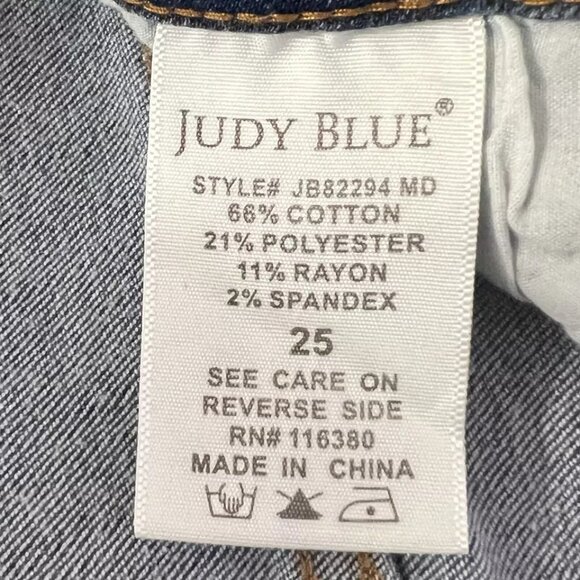 JUDY BLUE®
STYLE# JB82294 MD
66% COTTON
21% POLYESTER
11% RAYON
2% SPANDEX
25
SEE CARE ON
REVERSE SIDE
RN# 116380
MADE IN CHINA